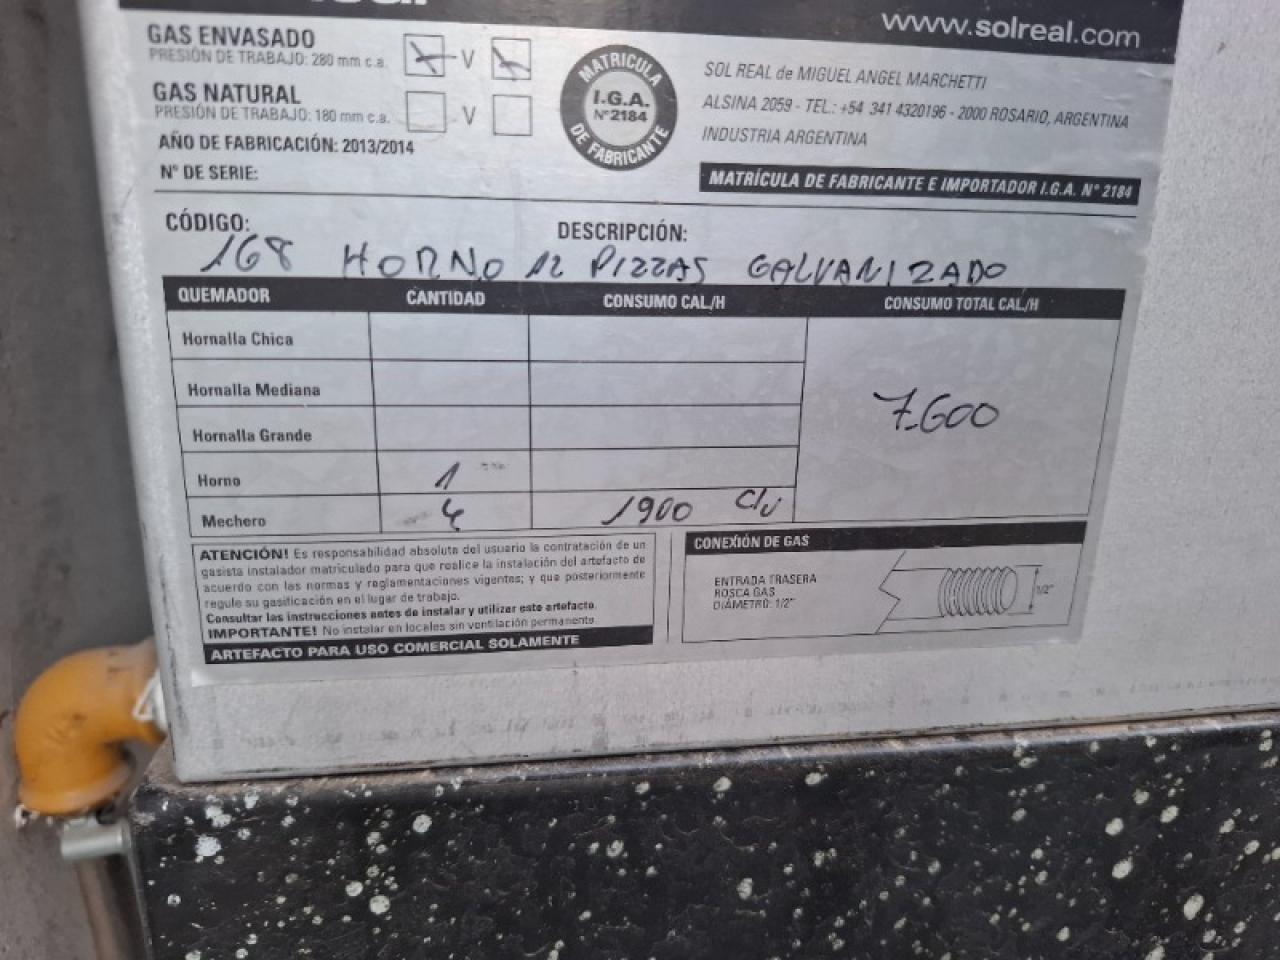 www.solreal.com
GAS ENVASADO
PRESIÓN DE TRABAJO: 280 mm c.a.
V
GAS NATURAL
PRESIÓN DE TRABAJO: 180 mm c.a.
V
AÑO DE FABRICACIÓN: 2013/2014
N° DE SERIE:
MATRICULA
I.G.A.
N° 2184
DE FABRICANTE
SOL REAL de MIGUEL ANGEL MARCHETTI
ALSINA 2059 - TEL.: +54 341 4320196 - 2000 ROSARIO, ARGENTINA
INDUSTRIA ARGENTINA
MATRÍCULA DE FABRICANTE E IMPORTADOR I.G.A. N° 2184
CÓDIGO: DESCRIPCIÓN:
168 HORNO 12 PIZZAS GALVANIZADO
QUEMADOR CANTIDAD CONSUMO CAL./H CONSUMO TOTAL CAL./H
Hornalla Chica
Hornalla Mediana
7.600
Hornalla Grande
Horno 1
Mechero 4 1900 C/U
ATENCIÓN! Es responsabilidad absoluta del usuario la contratación de un
gasista instalador matriculado para que realice la instalación del artefacto de
acuerdo con las normas y reglamentaciones vigentes; y que posteriormente
regule su gasificación en el lugar de trabajo.
Consultar las instrucciones antes de instalar y utilizar este artefacto.
IMPORTANTE! No instalar en locales sin ventilación permanente.
ARTEFACTO PARA USO COMERCIAL SOLAMENTE
CONEXIÓN DE GAS
ENTRADA TRASERA
ROSCA GAS
DIÁMETRO: 1/2"
1/2"